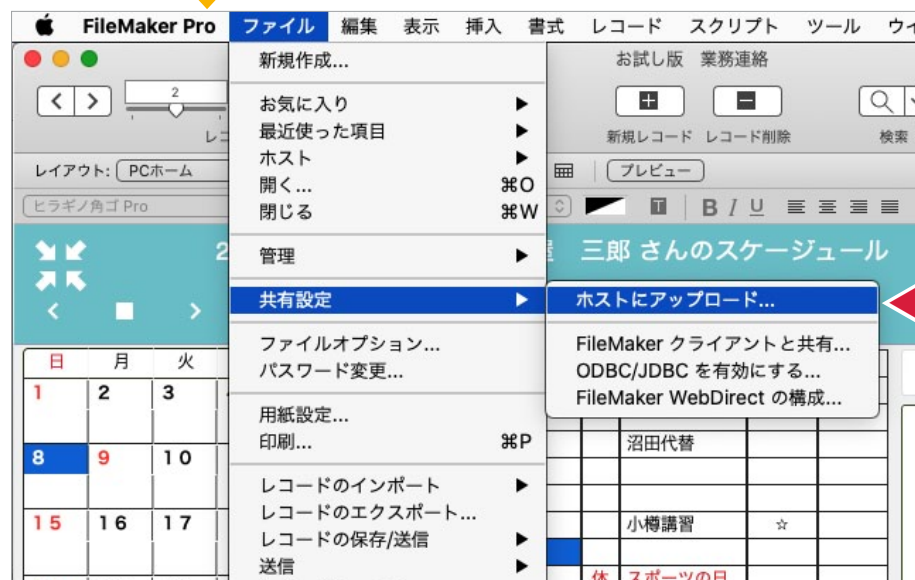 FileMaker Pro ファイル 編集 表示 挿入 書式 レコード スクリプト ツール
新規作成...
お試し版 業務連絡
2
お気に入り
最近使った項目
ホスト
開く... ⌘O
閉じる ⌘W
新規レコード レコード削除 検索
レイアウト: PCホーム
プレビュー
ヒラギノ角ゴ Pro
B I U
管理
2
三郎 さんのスケージュール
共有設定
ホストにアップロード...
FileMaker クライアントと共有...
ODBC/JDBC を有効にする...
FileMaker WebDirect の構成...
ファイルオプション...
パスワード変更...
用紙設定...
印刷... ⌘P
レコードのインポート
レコードのエクスポート...
レコードの保存/送信
送信
日 月 火
1 2 3
8 9 10
15 16 17
沼田代替
小樽講習 ☆
休 スポーツの日